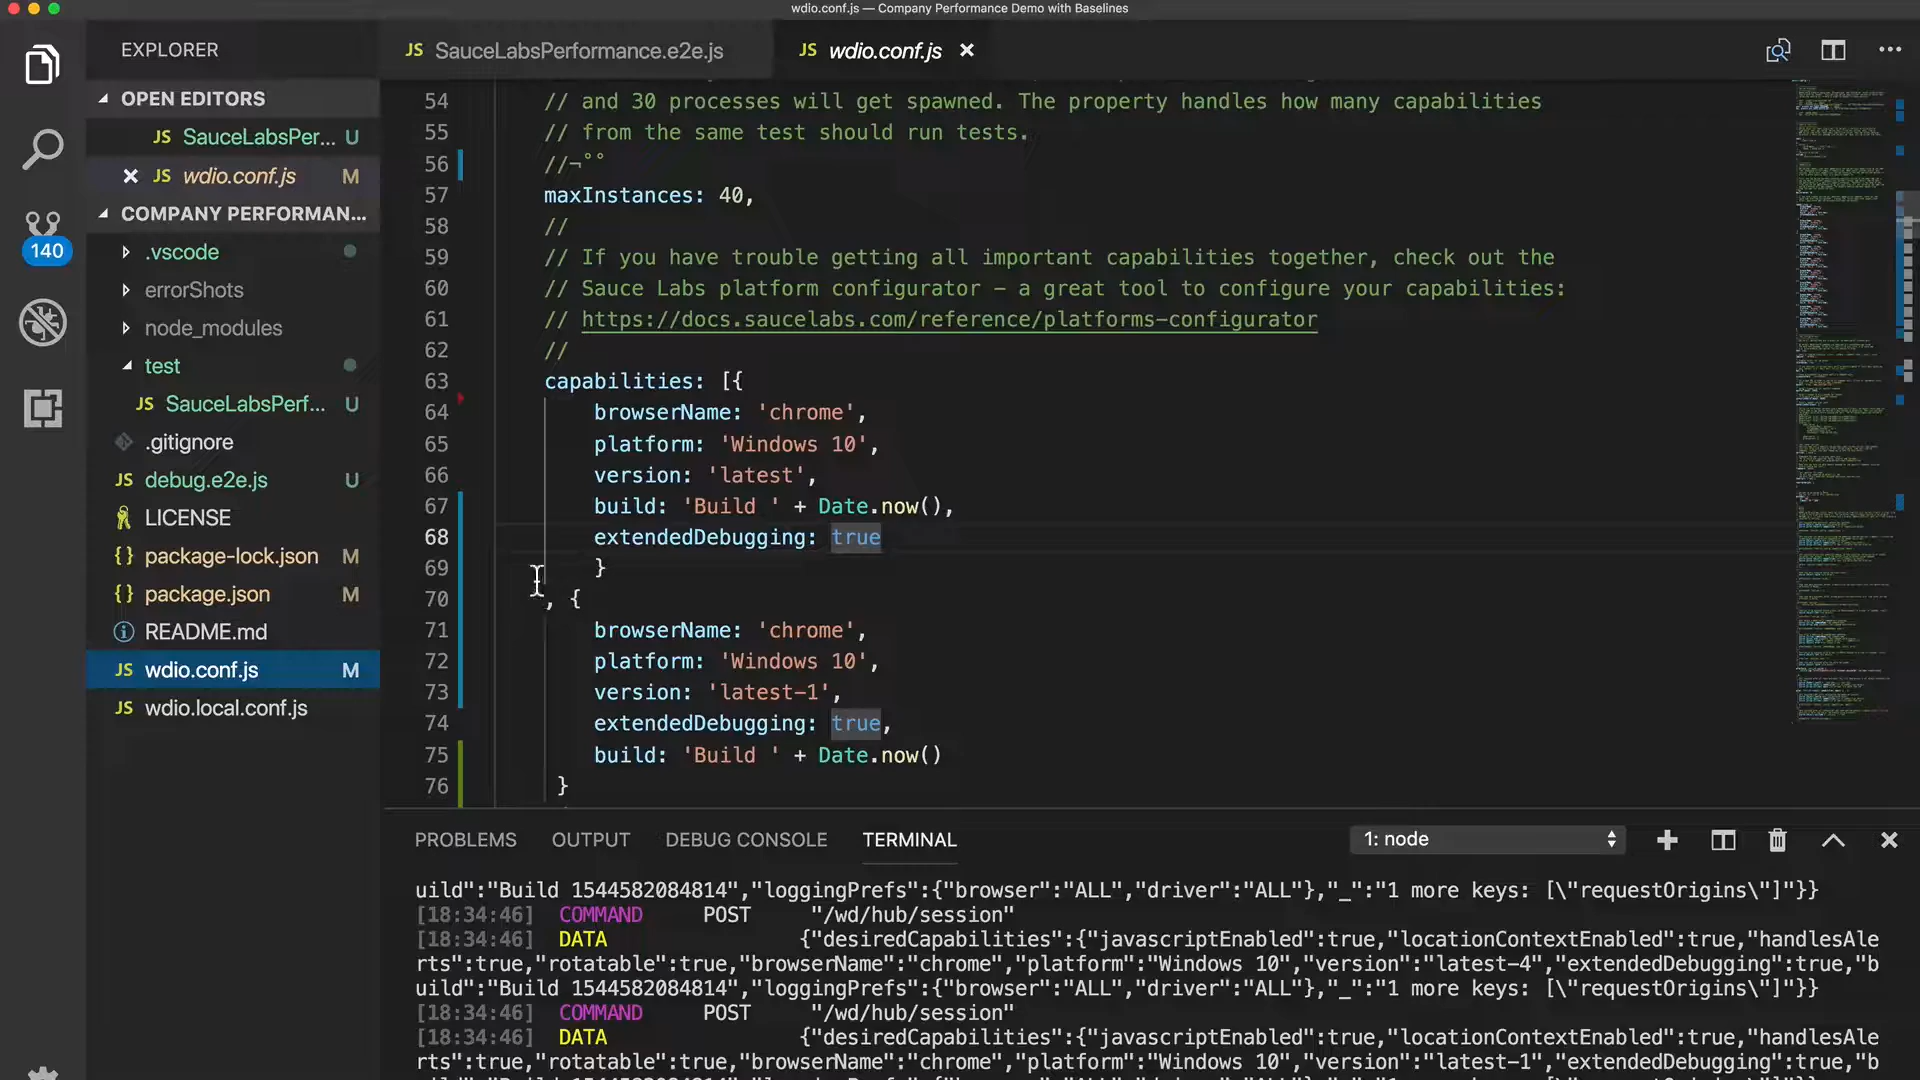 wdio.conf.js — Company Performance Demo with Baselines
EXPLORER
OPEN EDITORS
JS SauceLabsPer... U
JS wdio.conf.js M
COMPANY PERFORMAN...
140
.vscode
errorShots
node_modules
test
JS SauceLabsPerf... U
.gitignore
JS debug.e2e.js U
LICENSE
{} package-lock.json M
{} package.json M
README.md
JS wdio.conf.js M
JS wdio.local.conf.js
JS SauceLabsPerformance.e2e.js
JS wdio.conf.js
54 // and 30 processes will get spawned. The property handles how many capabilities
55 // from the same test should run tests.
56 //¬°°
57 maxInstances: 40,
58 //
59 // If you have trouble getting all important capabilities together, check out the
60 // Sauce Labs platform configurator - a great tool to configure your capabilities:
61 // https://docs.saucelabs.com/reference/platforms-configurator
62 //
63 capabilities: [{
64 browserName: 'chrome',
65 platform: 'Windows 10',
66 version: 'latest',
67 build: 'Build ' + Date.now(),
68 extendedDebugging: true
69 }
70 , {
71 browserName: 'chrome',
72 platform: 'Windows 10',
73 version: 'latest-1',
74 extendedDebugging: true,
75 build: 'Build ' + Date.now()
76 }
PROBLEMS OUTPUT DEBUG CONSOLE TERMINAL 1: node
uild":"Build 1544582084814","loggingPrefs":{"browser":"ALL","driver":"ALL"},"_":"1 more keys: [\"requestOrigins\"]"}}
[18:34:46] COMMAND POST "/wd/hub/session"
[18:34:46] DATA {"desiredCapabilities":{"javascriptEnabled":true,"locationContextEnabled":true,"handlesAle
rts":true,"rotatable":true,"browserName":"chrome","platform":"Windows 10","version":"latest-4","extendedDebugging":true,"b
uild":"Build 1544582084814","loggingPrefs":{"browser":"ALL","driver":"ALL"},"_":"1 more keys: [\"requestOrigins\"]"}}
[18:34:46] COMMAND POST "/wd/hub/session"
[18:34:46] DATA {"desiredCapabilities":{"javascriptEnabled":true,"locationContextEnabled":true,"handlesAle
rts":true,"rotatable":true,"browserName":"chrome","platform":"Windows 10","version":"latest-1","extendedDebugging":true,"b